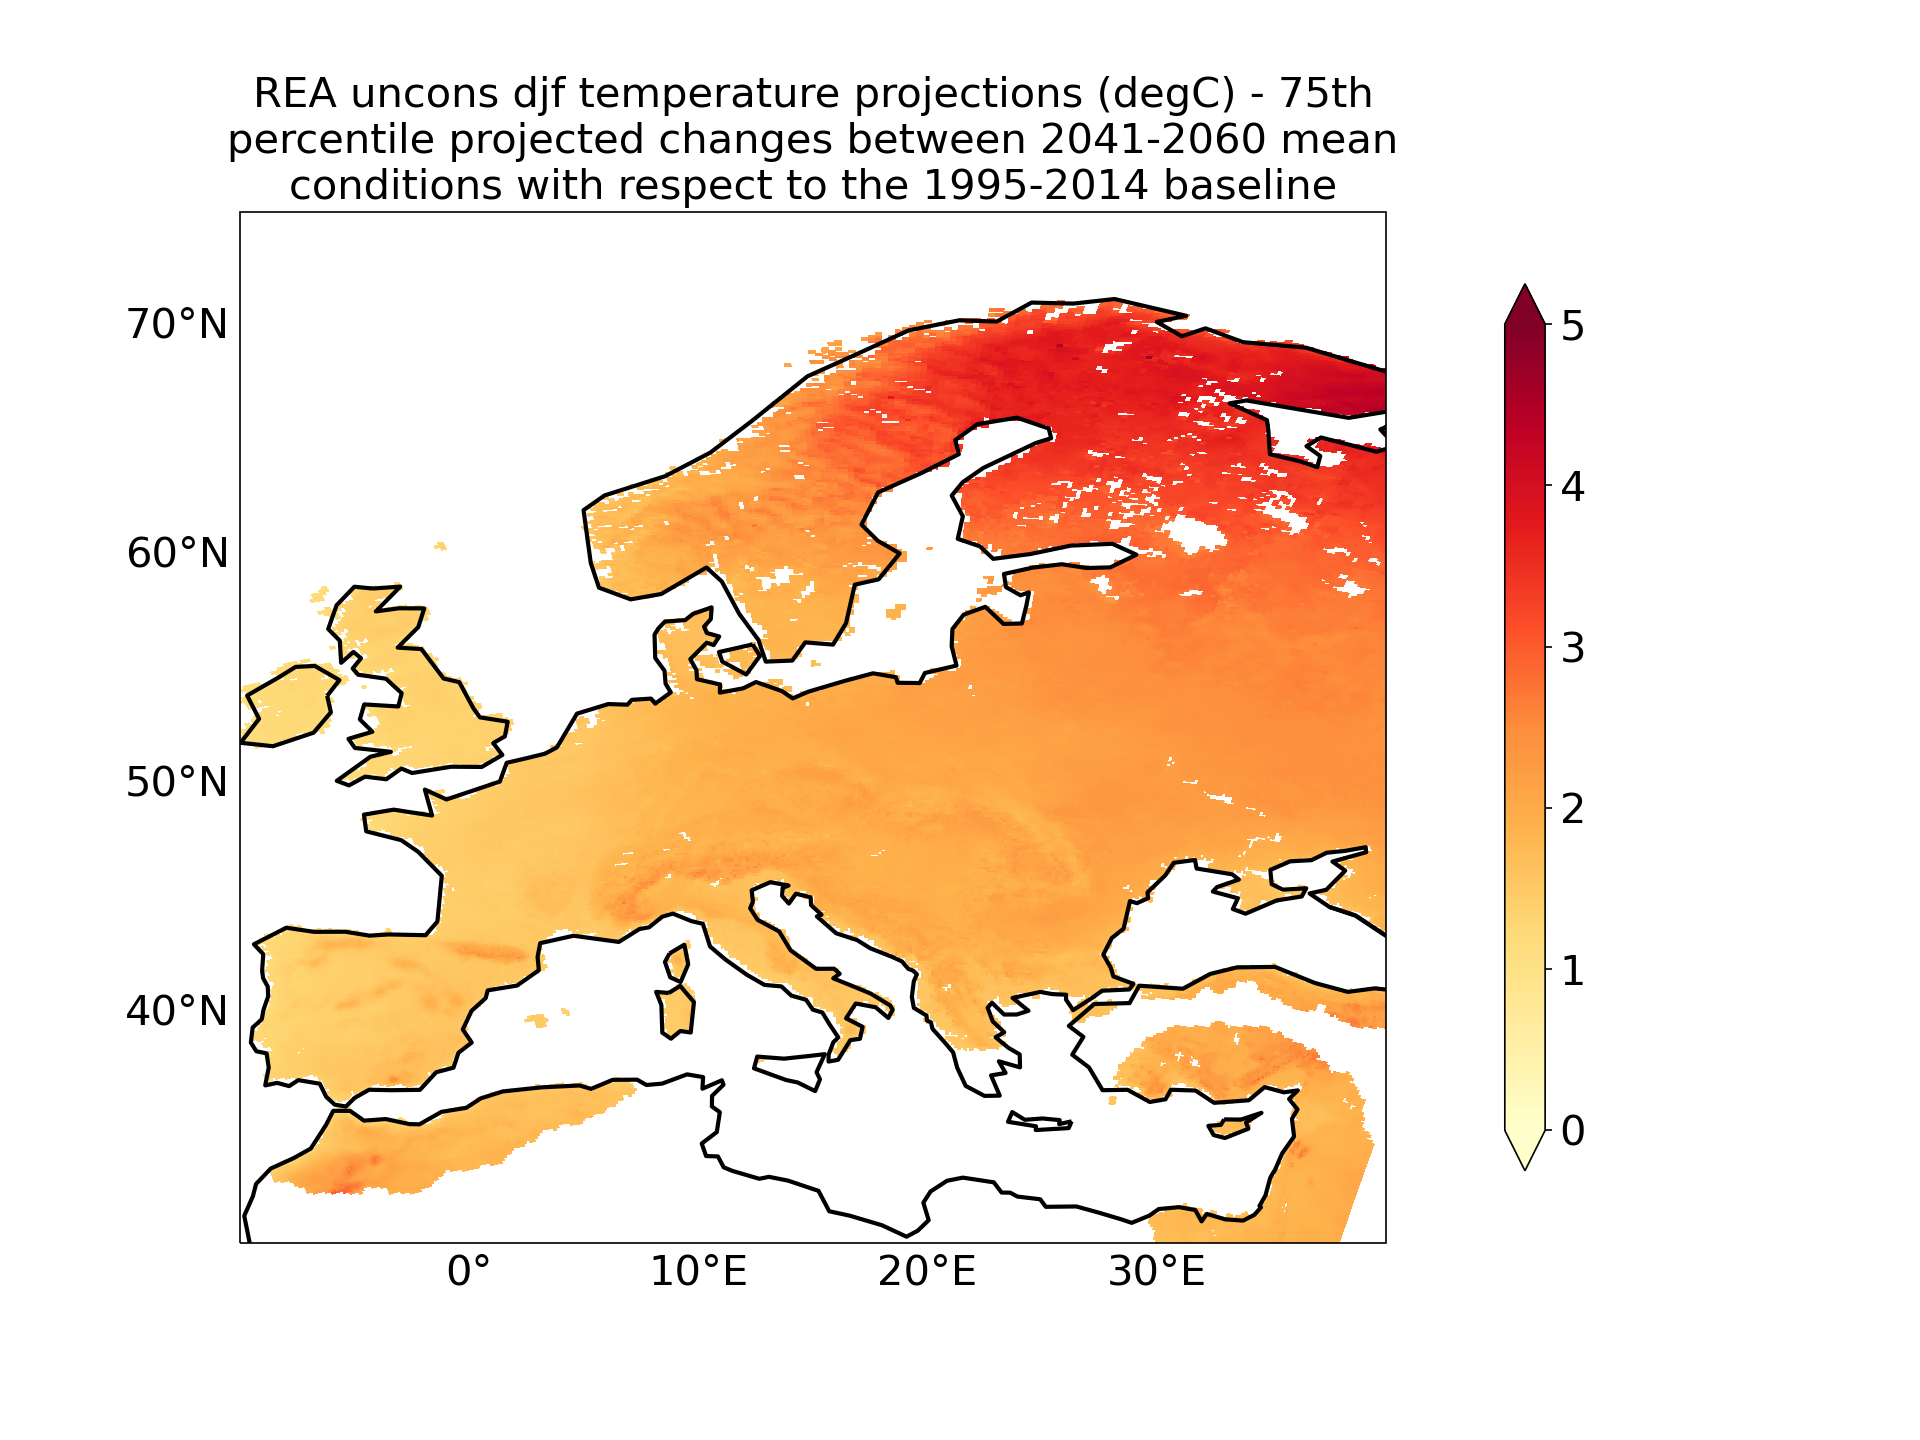 REA uncons djf temperature projections (degC) - 75th
percentile projected changes between 2041-2060 mean
conditions with respect to the 1995-2014 baseline
70°N
60°N
50°N
40°N
0°
10°E
20°E
30°E
5
4
3
2
1
0